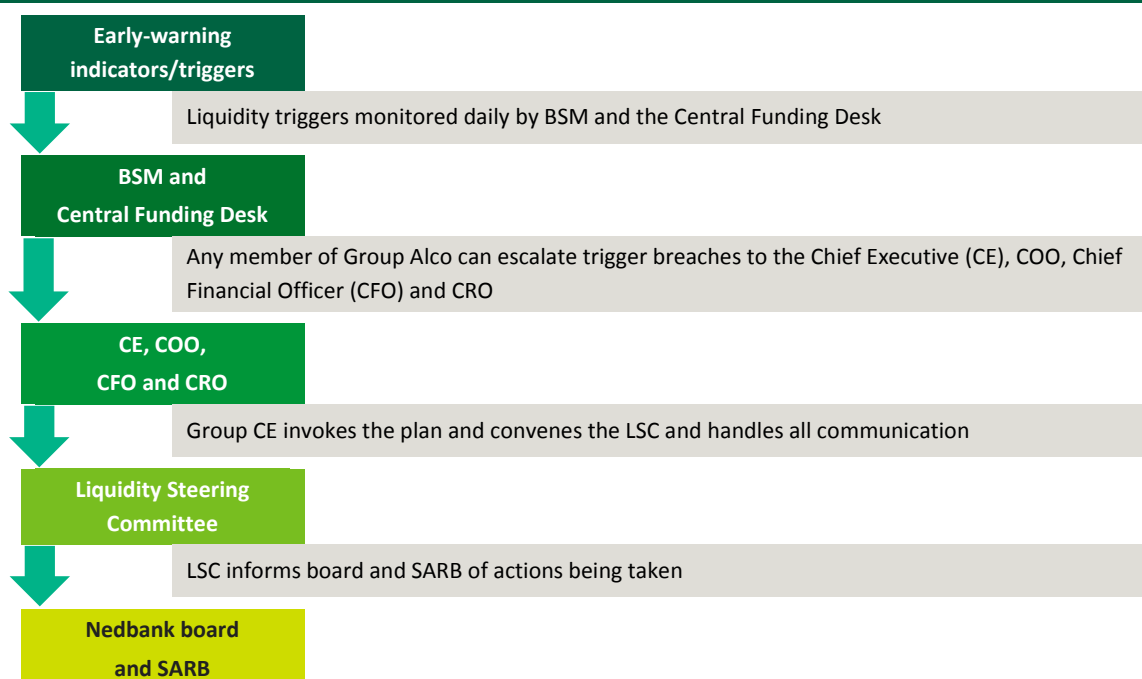 Early-warning
indicators/triggers
Liquidity triggers monitored daily by BSM and the Central Funding Desk
BSM and
Central Funding Desk
Any member of Group Alco can escalate trigger breaches to the Chief Executive (CE), COO, Chief
Financial Officer (CFO) and CRO
CE, COO,
CFO and CRO
Group CE invokes the plan and convenes the LSC and handles all communication
Liquidity Steering
Committee
LSC informs board and SARB of actions being taken
Nedbank board
and SARB